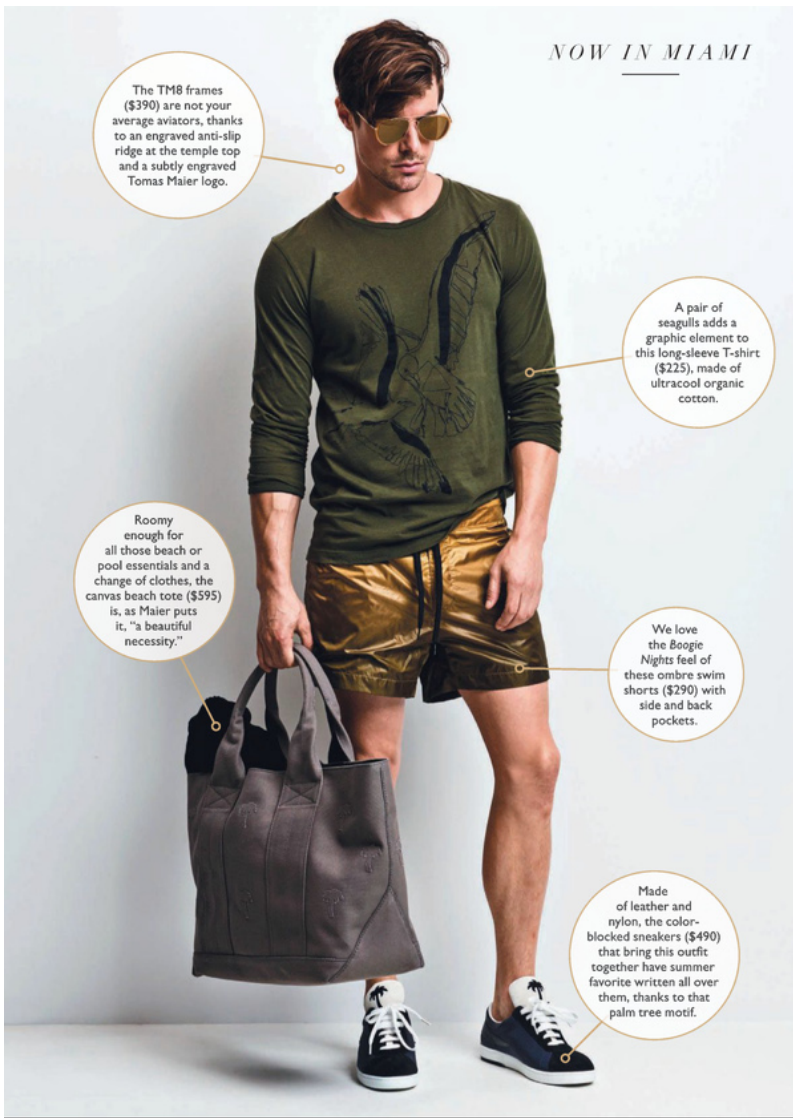 NOW IN MIAMI
The TM8 frames
($390) are not your
average aviators, thanks
to an engraved anti-slip
ridge at the temple top
and a subtly engraved
Tomas Maier logo.
A pair of
seagulls adds a
graphic element to
this long-sleeve T-shirt
($225), made of
ultracool organic
cotton.
Roomy
enough for
all those beach or
pool essentials and a
change of clothes, the
canvas beach tote ($595)
is, as Maier puts
it, “a beautiful
necessity.”
We love
the Boogie
Nights feel of
these ombre swim
shorts ($290) with
side and back
pockets.
Made
of leather and
nylon, the color-
blocked sneakers ($490)
that bring this outfit
together have summer
favorite written all over
them, thanks to that
palm tree motif.